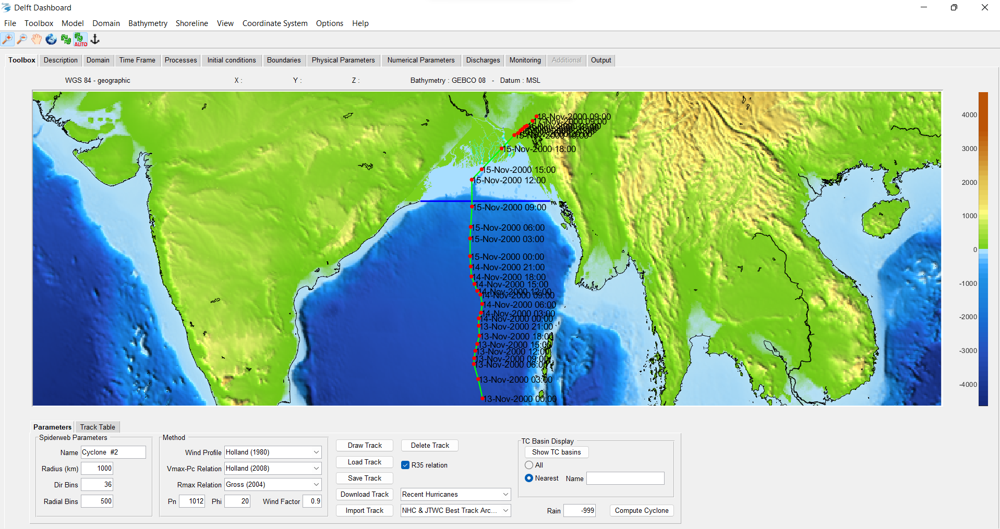 Delft Dashboard
File Toolbox Model Domain Bathymetry Shoreline View Coordinate System Options Help
AUTO
Toolbox Description Domain Time Frame Processes Initial conditions Boundaries Physical Parameters Numerical Parameters Discharges Monitoring Additional Output
WGS 84 - geographic X : Y : Z : Bathymetry : GEBCO 08 - Datum : MSL
18-Nov-2000 09:00
17-Nov-2000 09:00
15-Nov-2000 18:00
15-Nov-2000 15:00
15-Nov-2000 12:00
15-Nov-2000 09:00
15-Nov-2000 06:00
15-Nov-2000 03:00
15-Nov-2000 00:00
14-Nov-2000 21:00
14-Nov-2000 18:00
14-Nov-2000 15:00
14-Nov-2000 12:00
14-Nov-2000 09:00
14-Nov-2000 06:00
14-Nov-2000 03:00
14-Nov-2000 00:00
13-Nov-2000 21:00
13-Nov-2000 18:00
13-Nov-2000 15:00
13-Nov-2000 12:00
13-Nov-2000 09:00
13-Nov-2000 06:00
13-Nov-2000 03:00
13-Nov-2000 00:00
4000
3000
2000
1000
0
-1000
-2000
-3000
-4000
Parameters Track Table
Spiderweb Parameters
Name Cyclone #2
Radius (km) 1000
Dir Bins 36
Radial Bins 500
Method
Wind Profile Holland (1980)
Vmax-Pc Relation Holland (2008)
Rmax Relation Gross (2004)
Pn 1012 Phi 20 Wind Factor 0.9
Draw Track Delete Track
Load Track R35 relation
Save Track
Download Track Recent Hurricanes
Import Track NHC & JTWC Best Track Arc...
TC Basin Display
Show TC basins
All
Nearest Name
Rain -999 Compute Cyclone